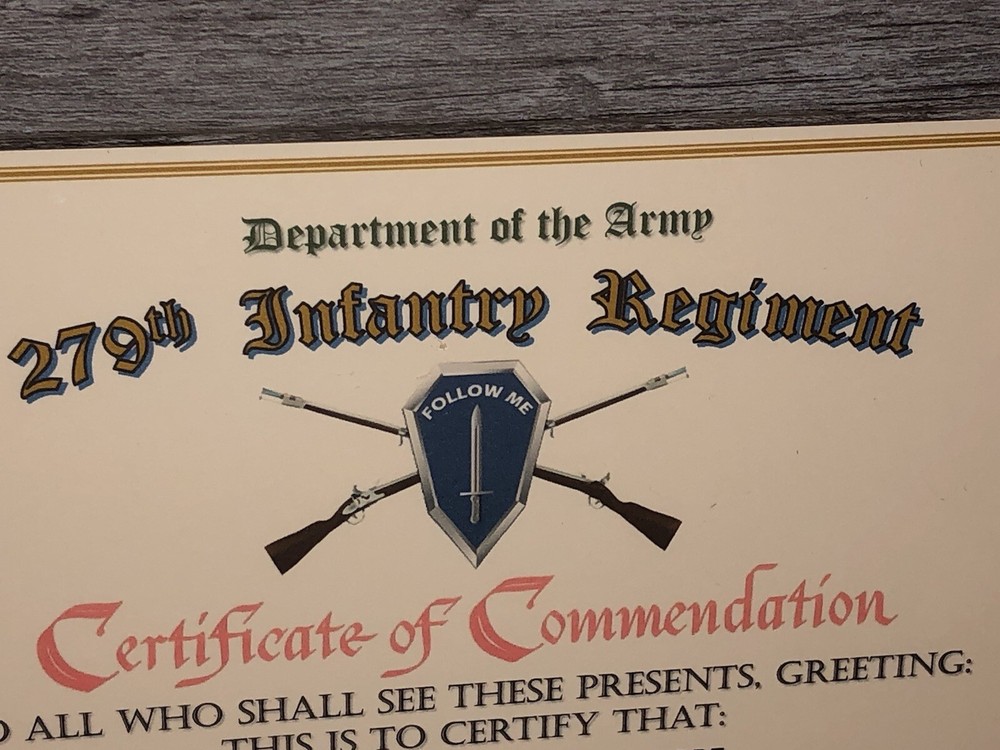 Department of the Army
279th Infantry Regiment
FOLLOW ME
Certificate of Commendation
ALL WHO SHALL SEE THESE PRESENTS, GREETING:
THIS IS TO CERTIFY THAT: